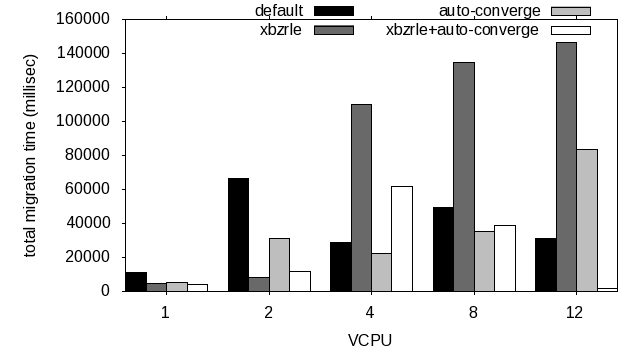 160000
140000
120000
100000
80000
60000
40000
20000
0
total migration time (millisec)
default
xbzrle
auto-converge
xbzrle+auto-converge
1 2 4 8 12
VCPU